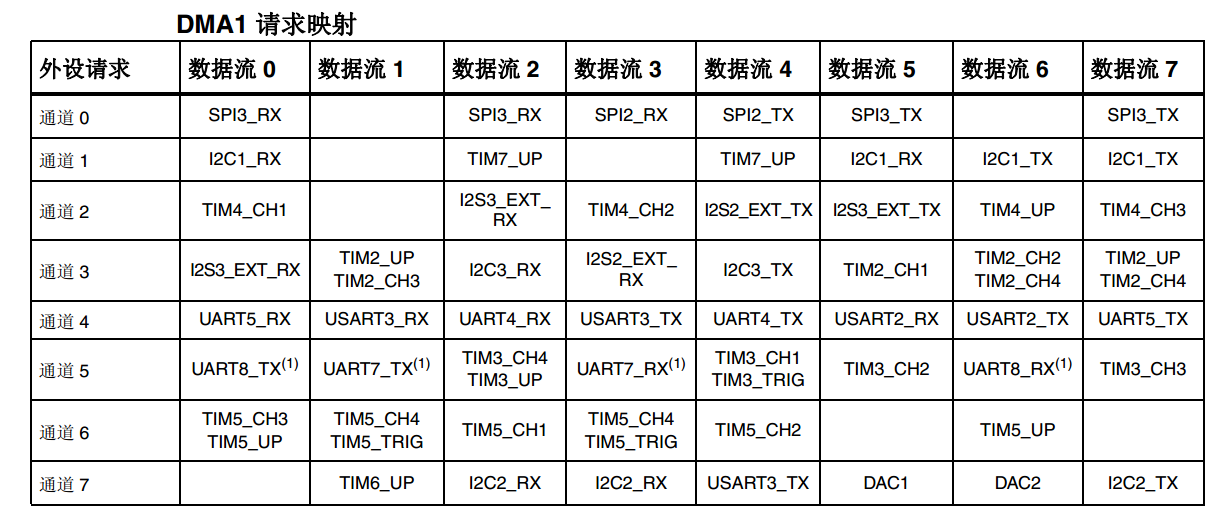 DMA1 请求映射
外设请求 数据流 0 数据流 1 数据流 2 数据流 3 数据流 4 数据流 5 数据流 6 数据流 7
通道 0 SPI3_RX SPI3_RX SPI2_RX SPI2_TX SPI3_TX SPI3_TX
通道 1 I2C1_RX TIM7_UP TIM7_UP I2C1_RX I2C1_TX I2C1_TX
通道 2 TIM4_CH1 I2S3_EXT_
RX TIM4_CH2 I2S2_EXT_TX I2S3_EXT_TX TIM4_UP TIM4_CH3
通道 3 I2S3_EXT_RX TIM2_UP
TIM2_CH3 I2C3_RX I2S2_EXT_
RX I2C3_TX TIM2_CH1 TIM2_CH2
TIM2_CH4 TIM2_UP
TIM2_CH4
通道 4 UART5_RX USART3_RX UART4_RX USART3_TX UART4_TX USART2_RX USART2_TX UART5_TX
通道 5 UART8_TX(1) UART7_TX(1) TIM3_CH4
TIM3_UP UART7_RX(1) TIM3_CH1
TIM3_TRIG TIM3_CH2 UART8_RX(1) TIM3_CH3
通道 6 TIM5_CH3
TIM5_UP TIM5_CH4
TIM5_TRIG TIM5_CH1 TIM5_CH4
TIM5_TRIG TIM5_CH2 TIM5_UP
通道 7 TIM6_UP I2C2_RX I2C2_RX USART3_TX DAC1 DAC2 I2C2_TX